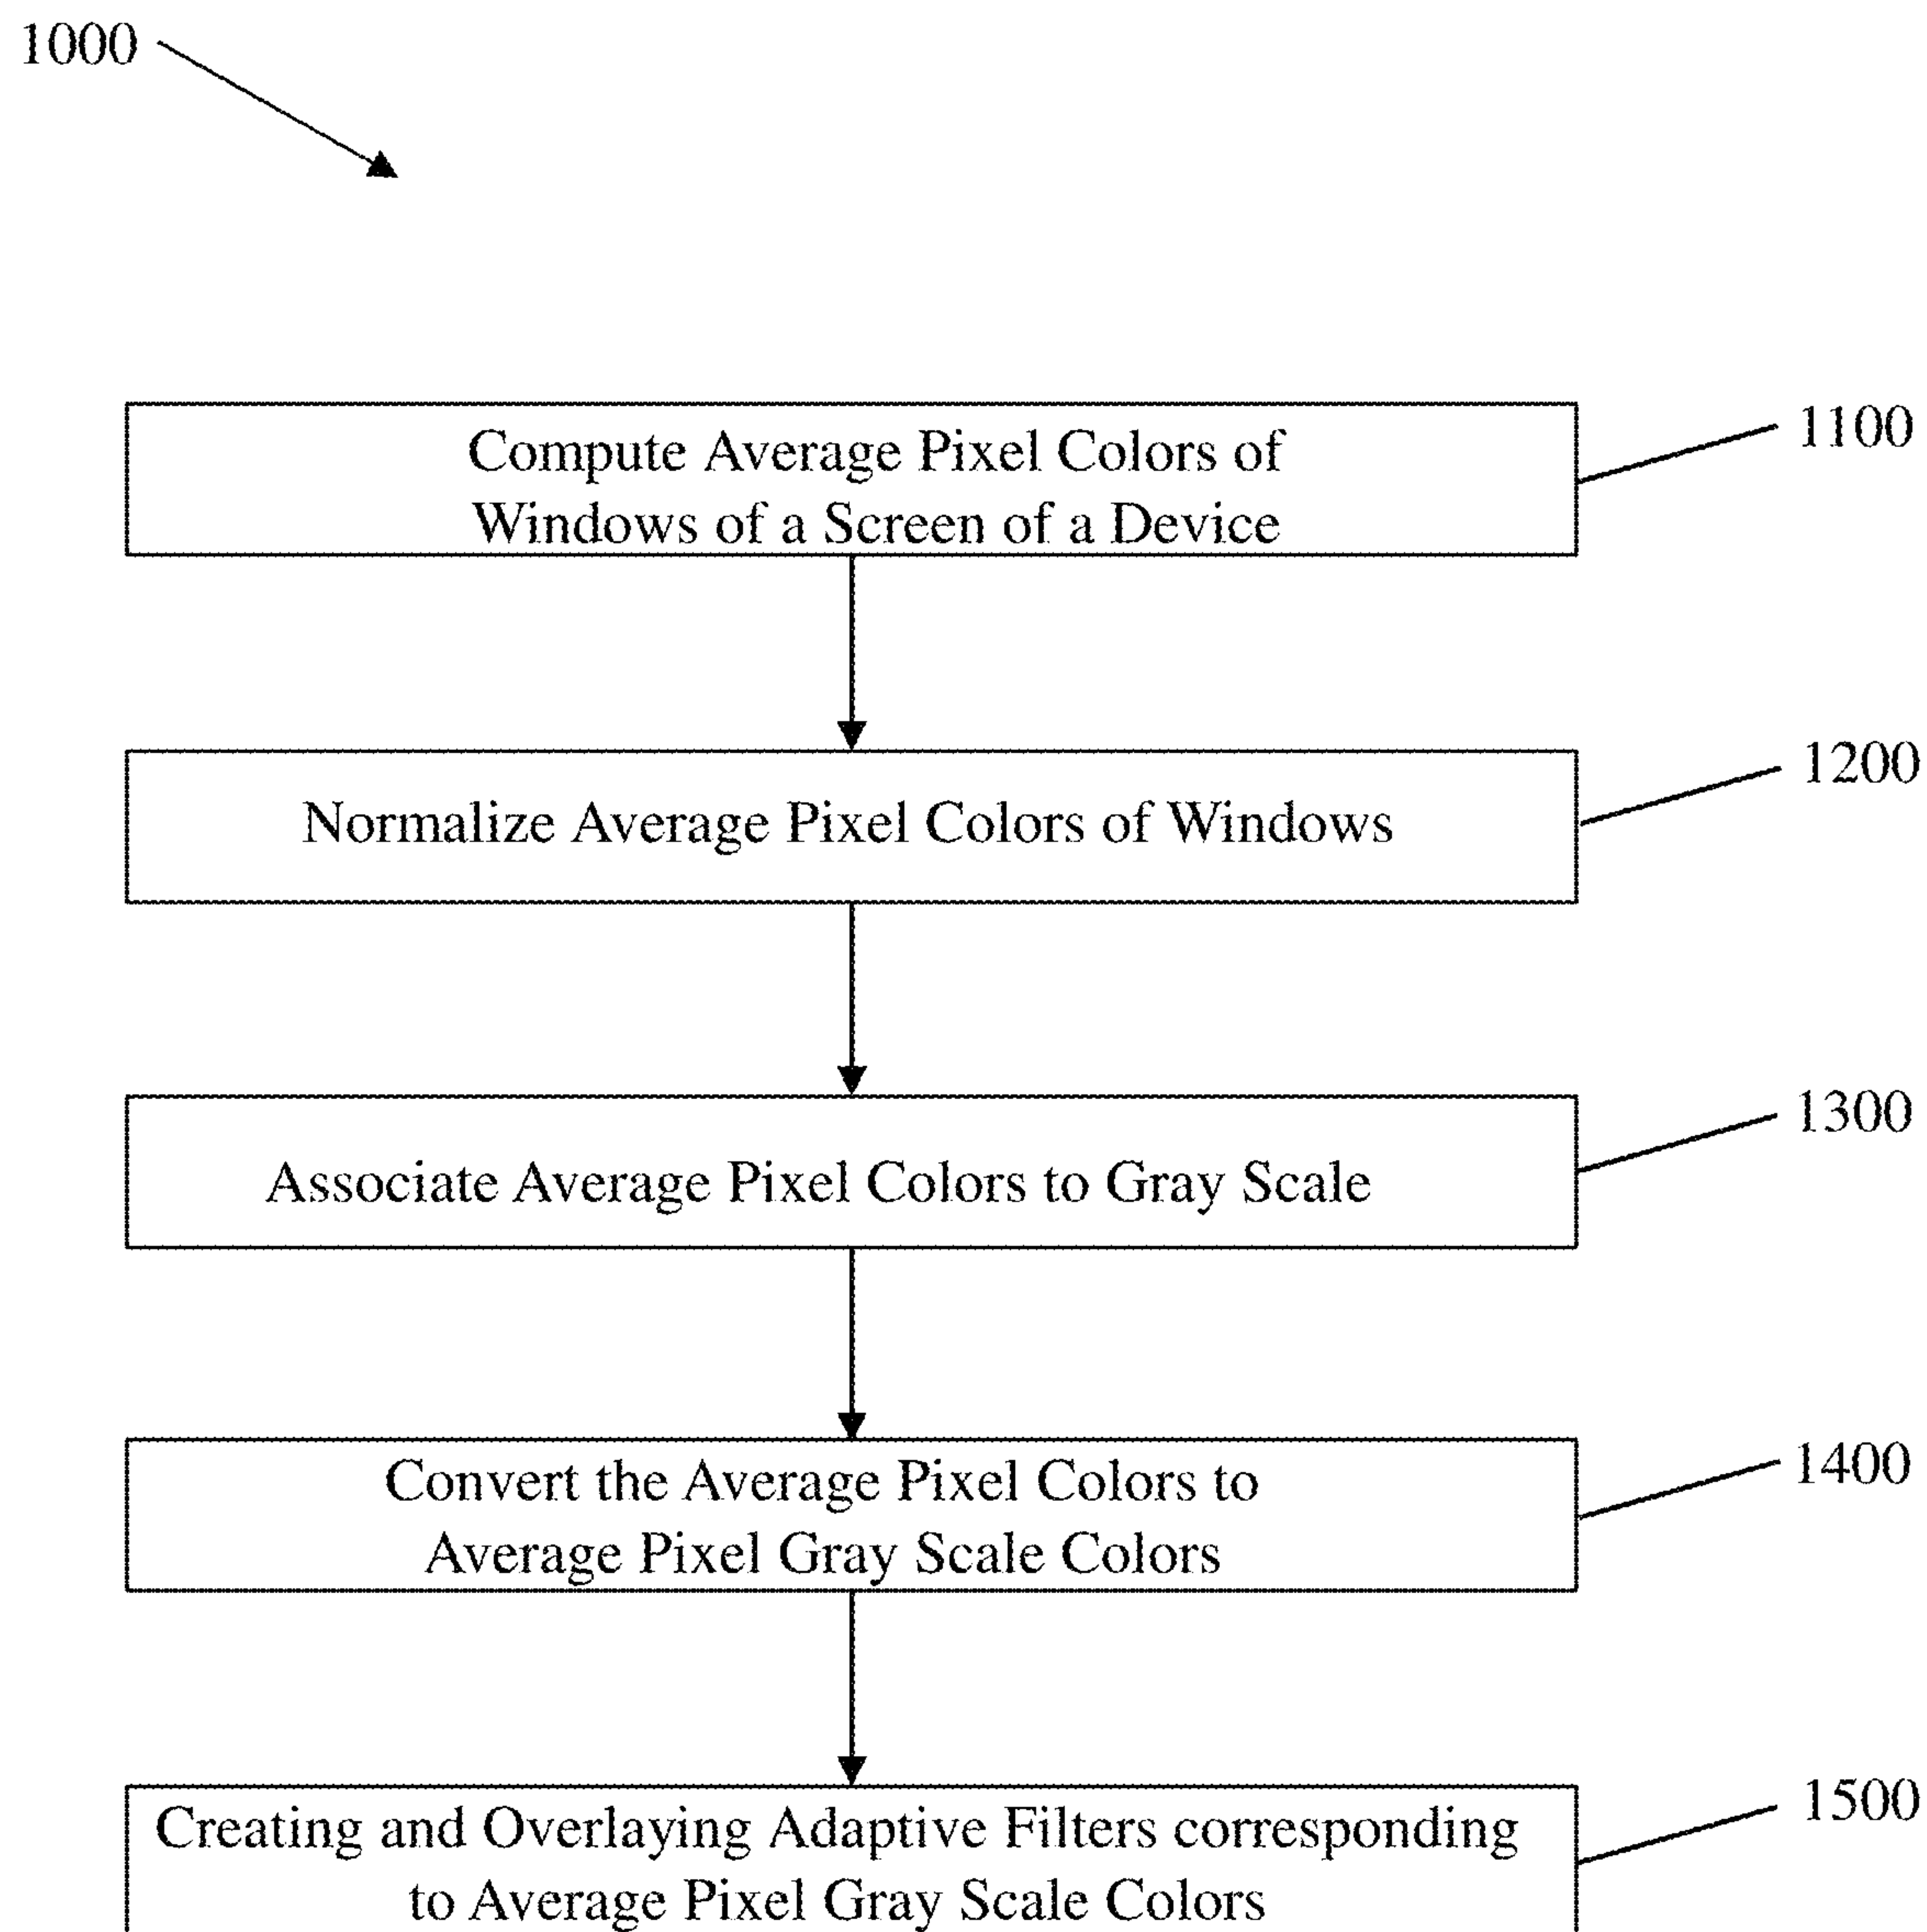 1000
Compute Average Pixel Colors of
Windows of a Screen of a Device
1100
Normalize Average Pixel Colors of Windows
1200
Associate Average Pixel Colors to Gray Scale
1300
Convert the Average Pixel Colors to
Average Pixel Gray Scale Colors
1400
Creating and Overlaying Adaptive Filters corresponding
to Average Pixel Gray Scale Colors
1500